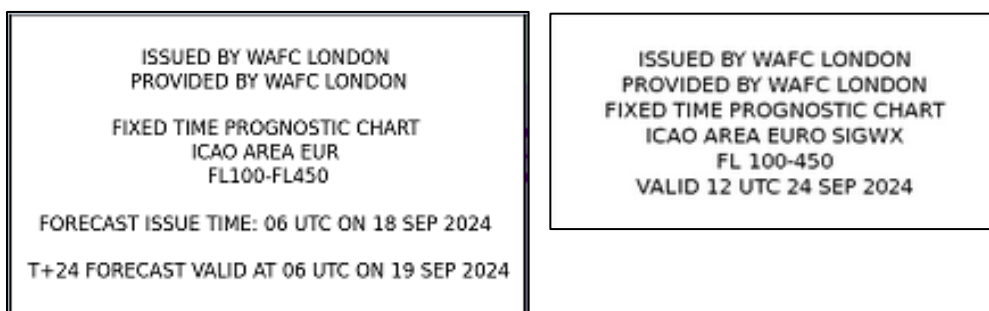 ISSUED BY WAFC LONDON
PROVIDED BY WAFC LONDON
FIXED TIME PROGNOSTIC CHART
ICAO AREA EUR
FL100-FL450
FORECAST ISSUE TIME: 06 UTC ON 18 SEP 2024
T+24 FORECAST VALID AT 06 UTC ON 19 SEP 2024
ISSUED BY WAFC LONDON
PROVIDED BY WAFC LONDON
FIXED TIME PROGNOSTIC CHART
ICAO AREA EURO SIGWX
FL 100-450
VALID 12 UTC 24 SEP 2024